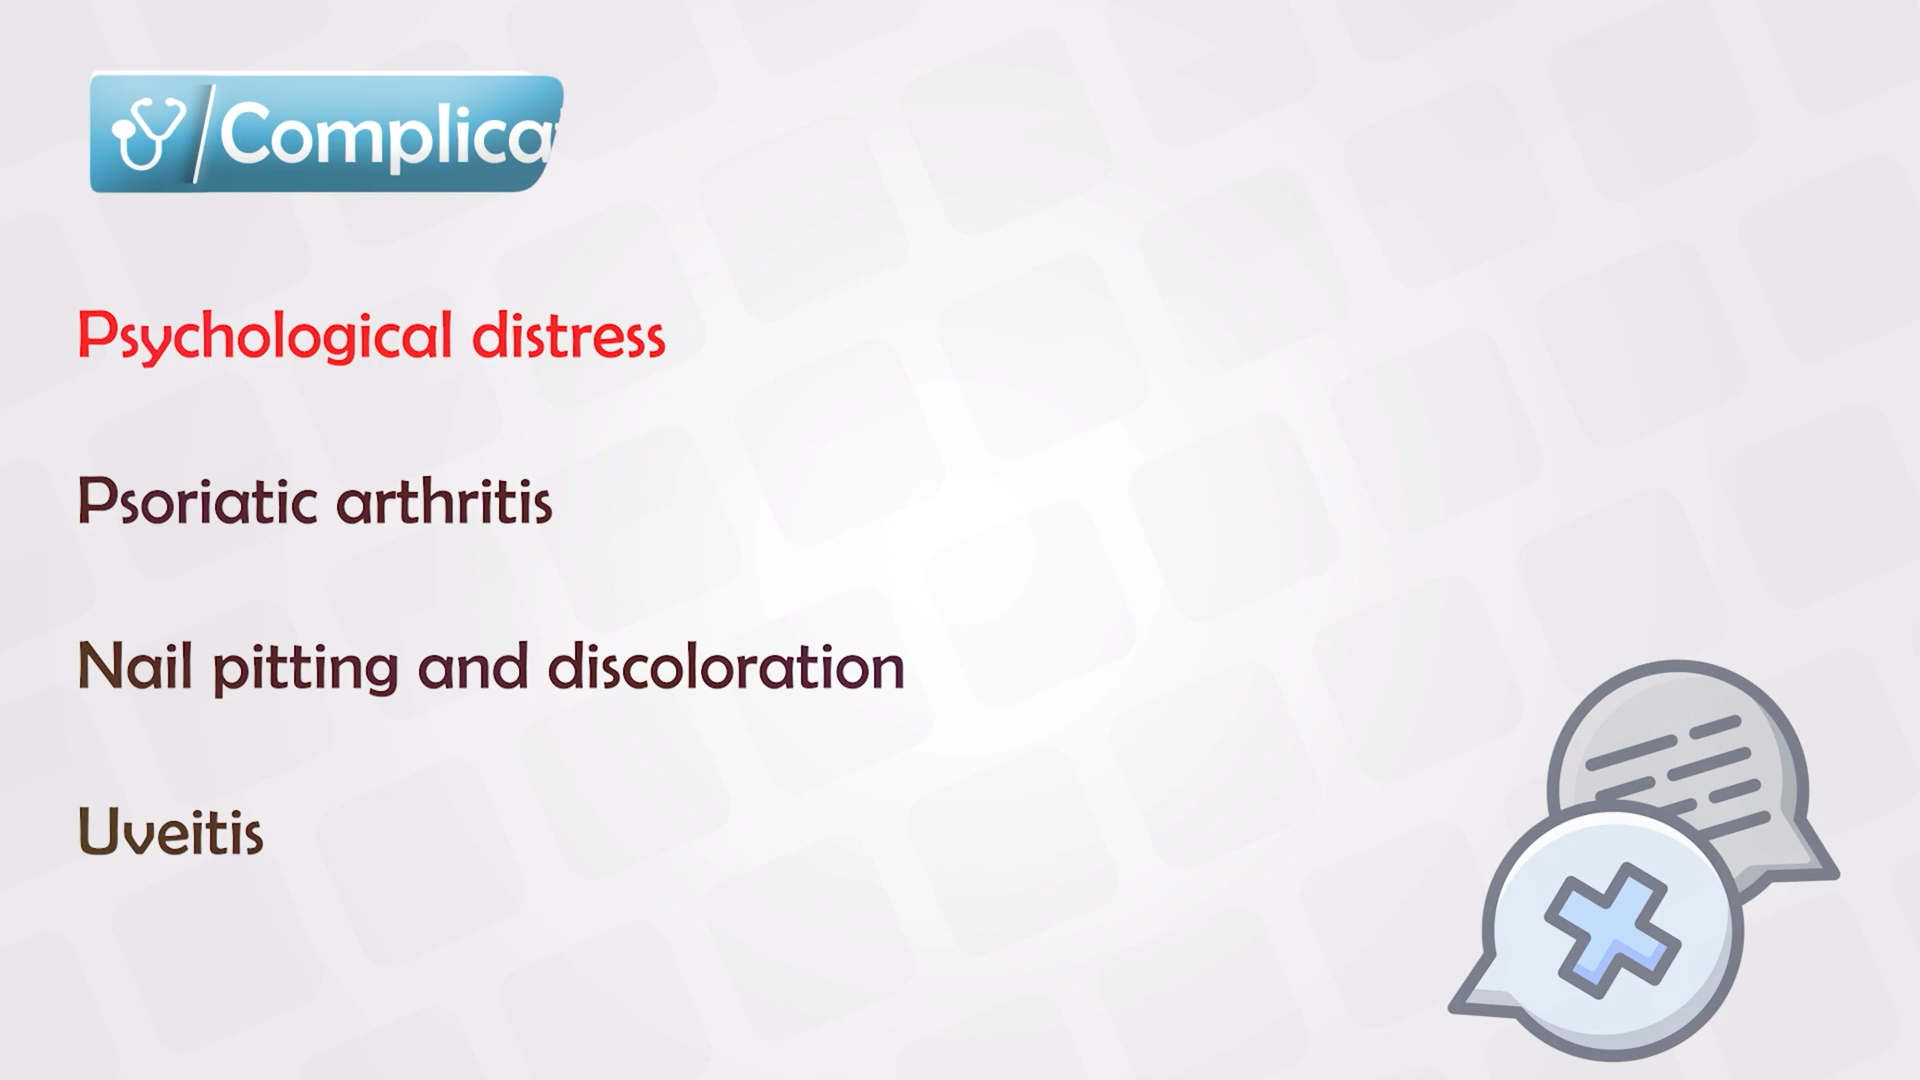 Complica
Psychological distress
Psoriatic arthritis
Nail pitting and discoloration
Uveitis